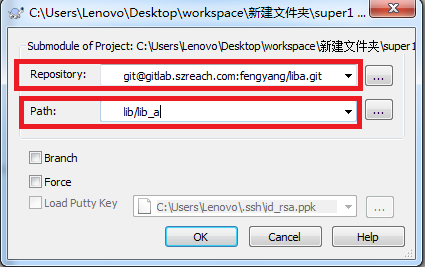 C:\Users\Lenovo\Desktop\workspace\新建文件夹\super1 ...
Submodule of Project: C:\Users\Lenovo\Desktop\workspace\新建文件夹\super1
Repository: git@gitlab.szreach.com:fengyang/liba.git ...
Path: lib/lib_a ...
Branch
Force
Load Putty Key C:\Users\Lenovo\.ssh\id_rsa.ppk ...
OK Cancel Help